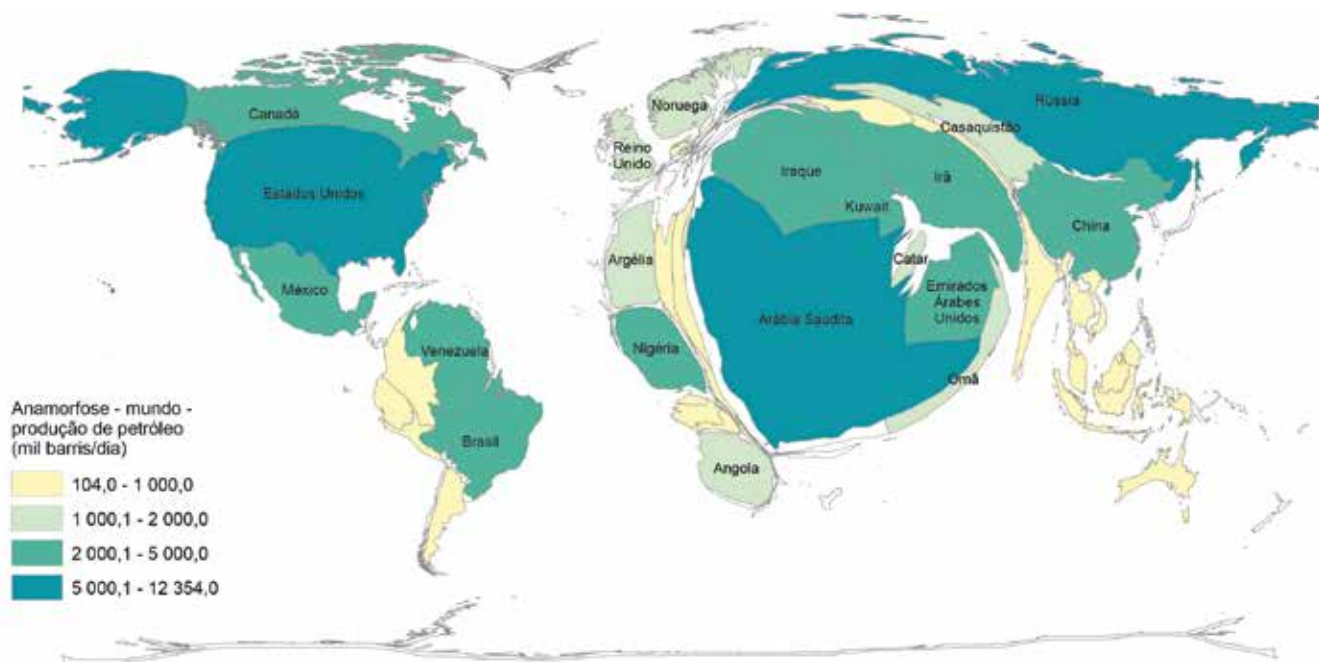 Noruega
Rússia
Canadá
Casaquistão
Reino
Unido
Iraque
Irã
Estados Unidos
Kuwait
China
Argélia
Catar
México
Emirados
Árabes
Unidos
Arábia Saudita
Nigéria
Venezuela
Omã
Anamorfose - mundo -
produção de petróleo
(mil barris/dia)
Brasil
Angola
104,0 - 1 000,0
1 000,1 - 2 000,0
2 000,1 - 5 000,0
5 000,1 - 12 354,0